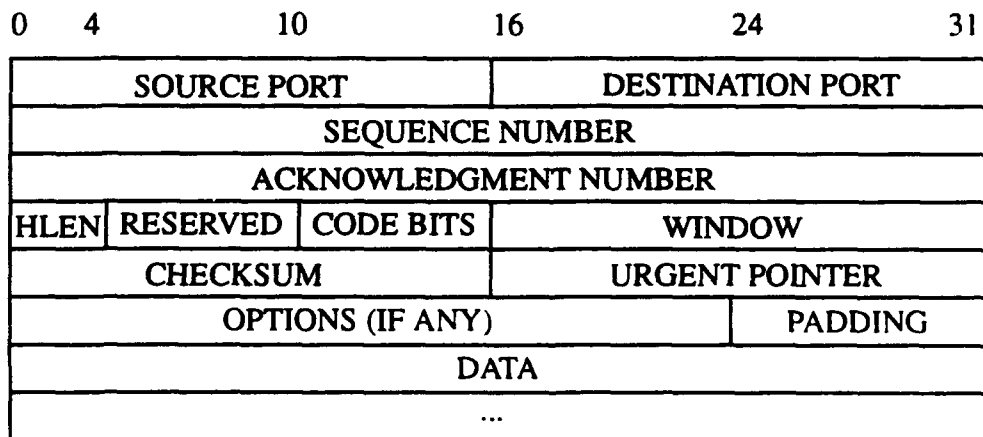 0 4 10 16 24 31
SOURCE PORT DESTINATION PORT
SEQUENCE NUMBER
ACKNOWLEDGMENT NUMBER
HLEN RESERVED CODE BITS WINDOW
CHECKSUM URGENT POINTER
OPTIONS (IF ANY) PADDING
DATA
...